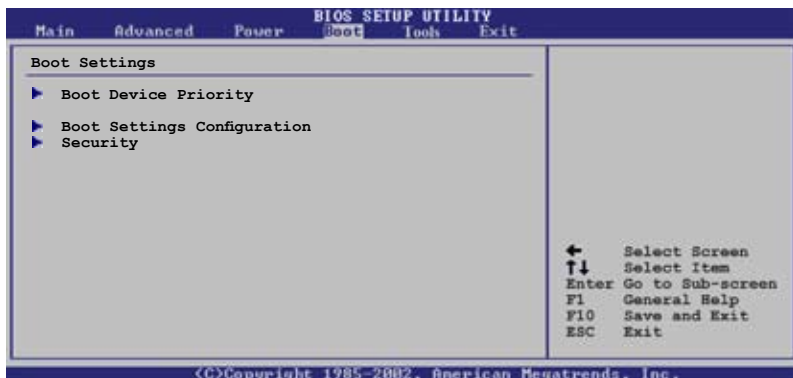 BIOS SETUP UTILITY
Main Advanced Power Boot Tools Exit
Boot Settings
Boot Device Priority
Boot Settings Configuration
Security
← Select Screen
↑↓ Select Item
Enter Go to Sub-screen
F1 General Help
F10 Save and Exit
ESC Exit
(C)Copyright 1985-2002, American Megatrends, Inc.